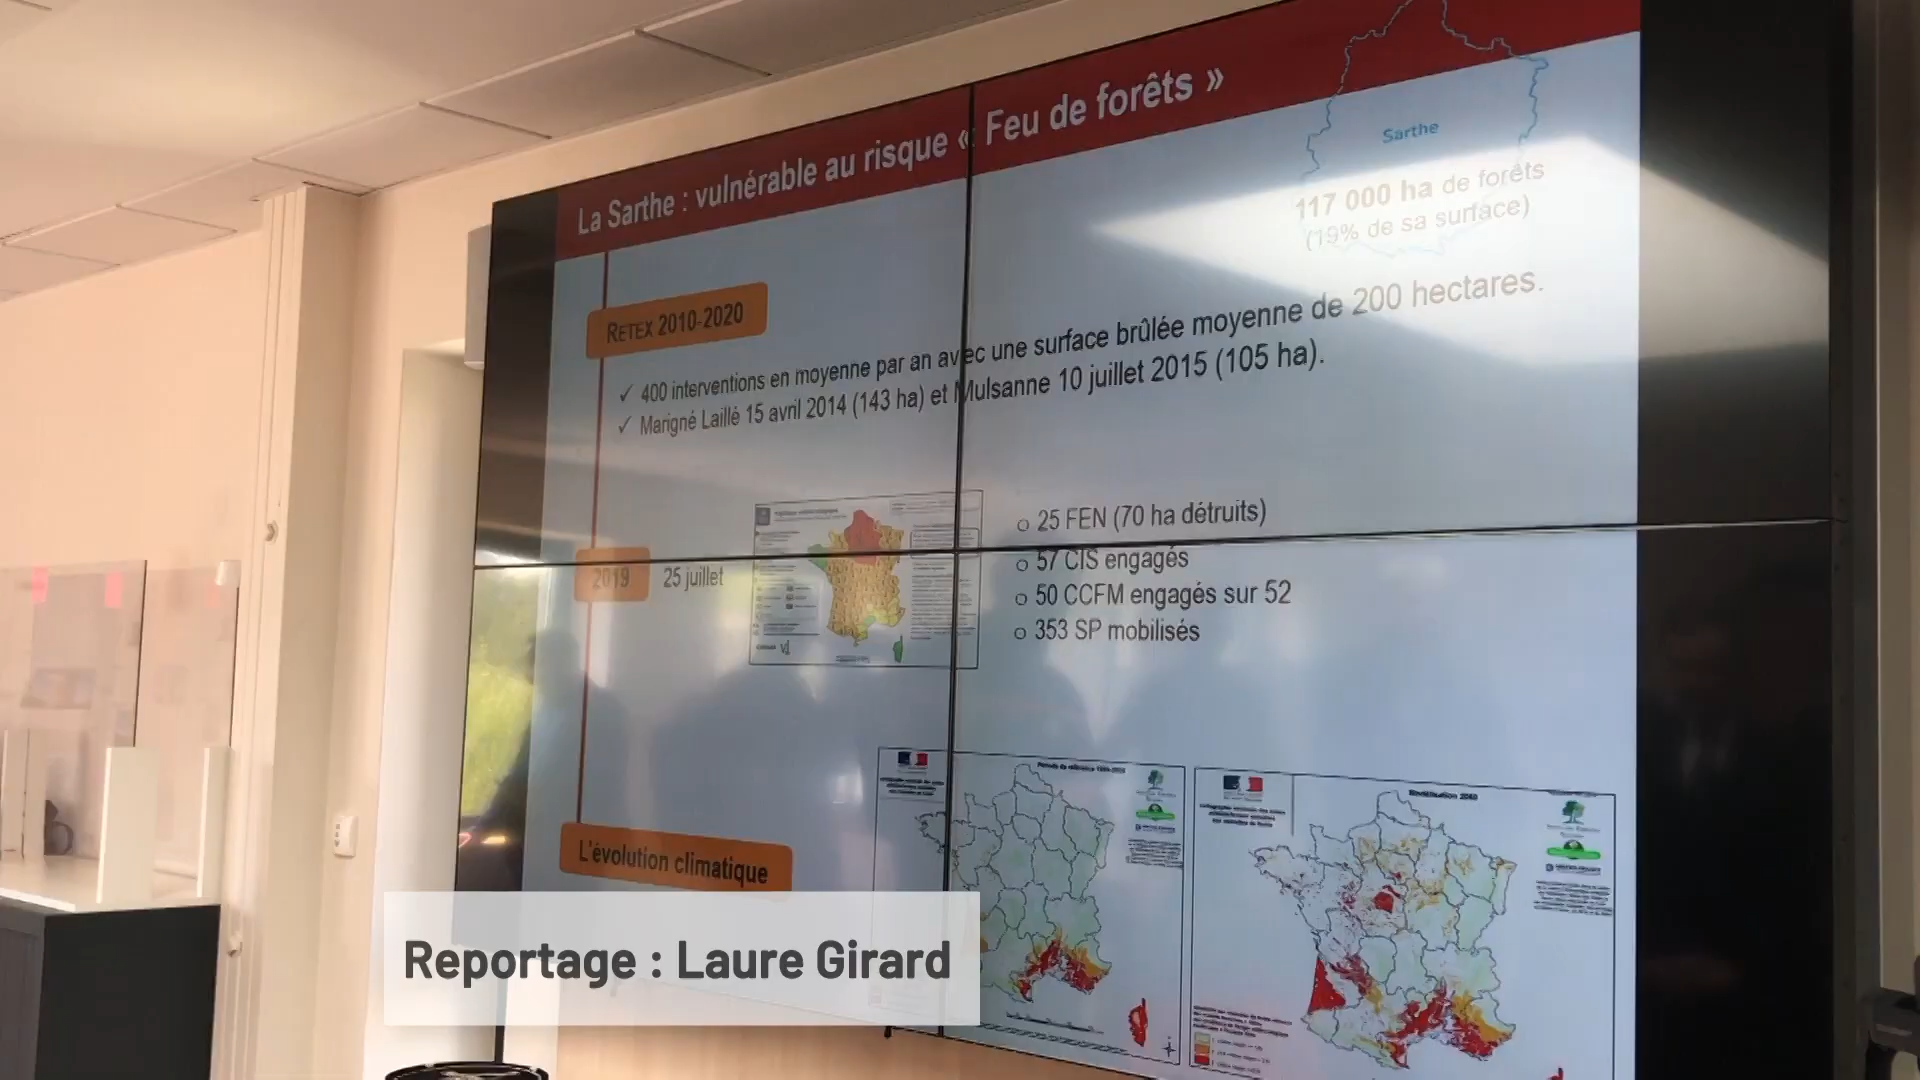 La Sarthe : vulnérable au risque « Feu de forêts »
Sarthe
117 000 ha de forêts
(19% de sa surface)
RETEX 2010-2020
✓ 400 interventions en moyenne par an avec une surface brûlée moyenne de 200 hectares.
✓ Marigné Laillé 15 avril 2014 (143 ha) et Mulsanne 10 juillet 2015 (105 ha).
2019
25 juillet
o 25 FEN (70 ha détruits)
o 57 CIS engagés
o 50 CCFM engagés sur 52
o 353 SP mobilisés
L'évolution climatique
Reportage : Laure Girard